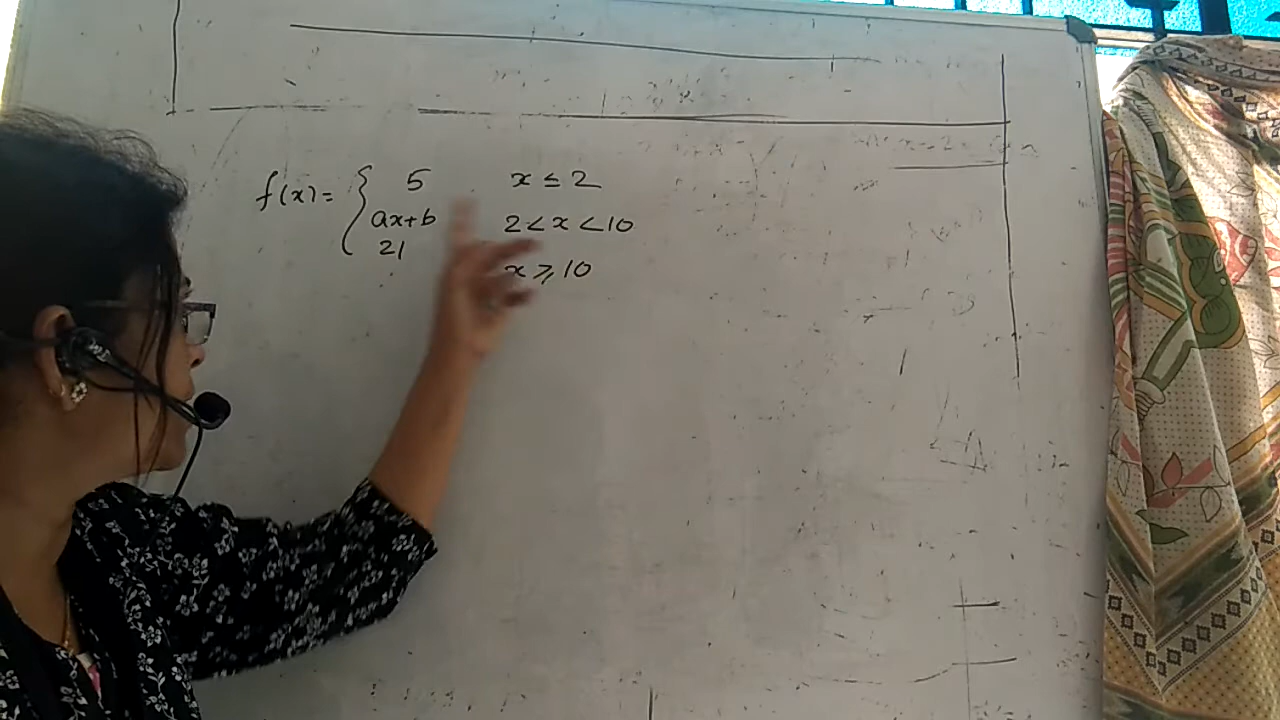 f(x) = { 5 x ≤ 2
ax+b 2 < x < 10
21 x ≥ 10